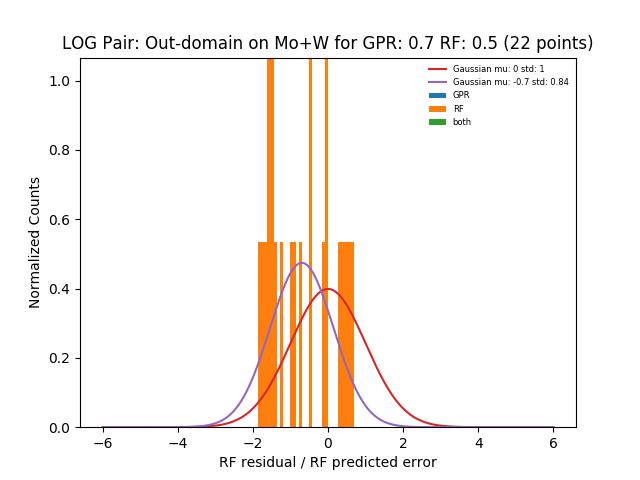 LOG Pair: Out-domain on Mo+W for GPR: 0.7 RF: 0.5 (22 points)
Gaussian mu: 0 std: 1
Gaussian mu: -0.7 std: 0.84
GPR
RF
both
Normalized Counts
1.0
0.8
0.6
0.4
0.2
0.0
−6 −4 −2 0 2 4 6
RF residual / RF predicted error